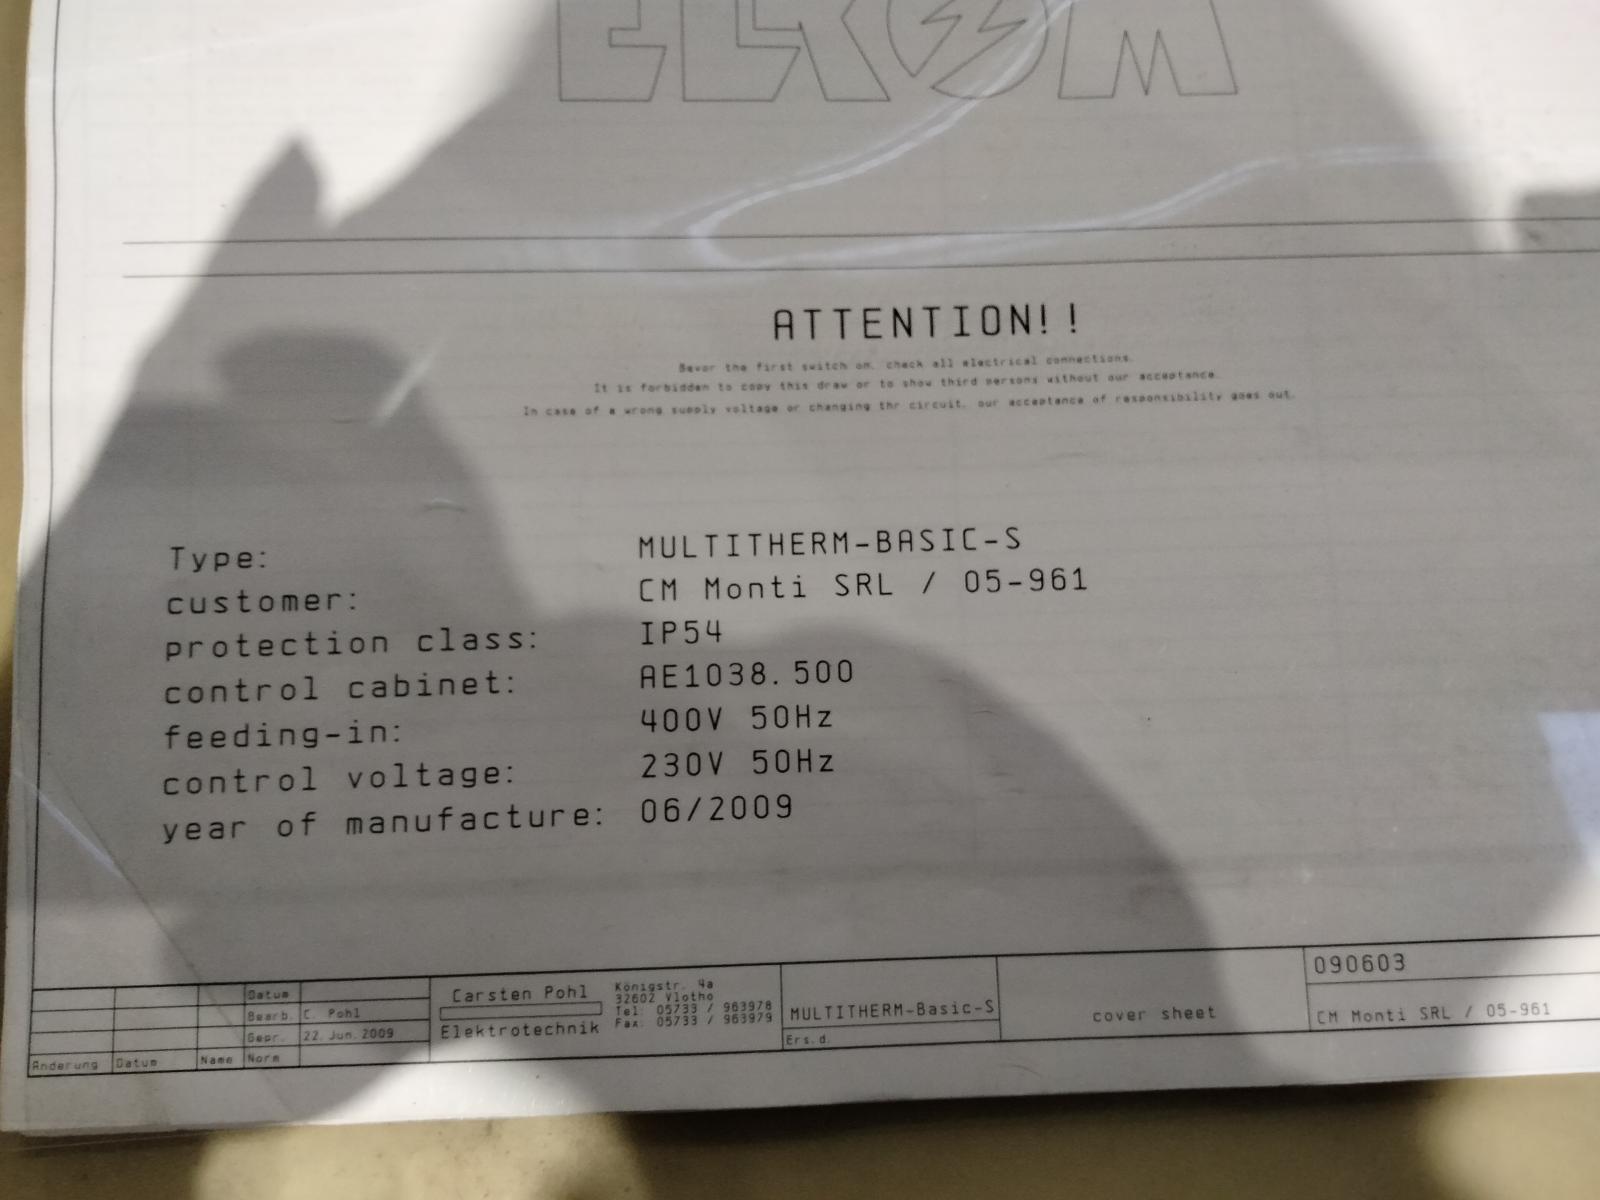 ELKOM
ATTENTION!!
Bevor the first switch on, check all electrical connections.
It is forbidden to copy this draw or to show third persons without our acceptance.
In case of a wrong supply voltage or changing thr circuit, our acceptance of responsibility goes out.
Type: MULTITHERM-BASIC-S
customer: CM Monti SRL / 05-961
protection class: IP54
control cabinet: AE1038.500
feeding-in: 400V 50Hz
control voltage: 230V 50Hz
year of manufacture: 06/2009
Änderung Datum Name
Datum
Bearb. C. Pohl
Gepr. 22.Jun.2009
Norm
Carsten Pohl
Elektrotechnik
Königstr. 4a
32602 Vlotho
Tel: 05733 / 963978
Fax: 05733 / 963979
MULTITHERM-Basic-S
Ers.d.
cover sheet
090603
CM Monti SRL / 05-961